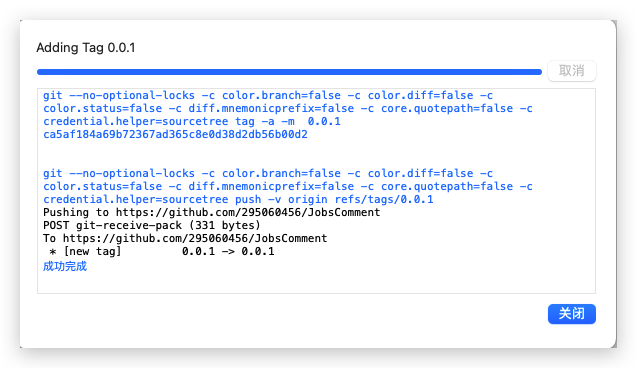 Adding Tag 0.0.1
取消
git --no-optional-locks -c color.branch=false -c color.diff=false -c
color.status=false -c diff.mnemonicprefix=false -c core.quotepath=false -c
credential.helper=sourcetree tag -a -m  0.0.1
ca5af184a69b72367ad365c8e0d38d2db56b00d2
git --no-optional-locks -c color.branch=false -c color.diff=false -c
color.status=false -c diff.mnemonicprefix=false -c core.quotepath=false -c
credential.helper=sourcetree push -v origin refs/tags/0.0.1
Pushing to https://github.com/295060456/JobsComment
POST git-receive-pack (331 bytes)
To https://github.com/295060456/JobsComment
 * [new tag]         0.0.1 -> 0.0.1
成功完成
关闭